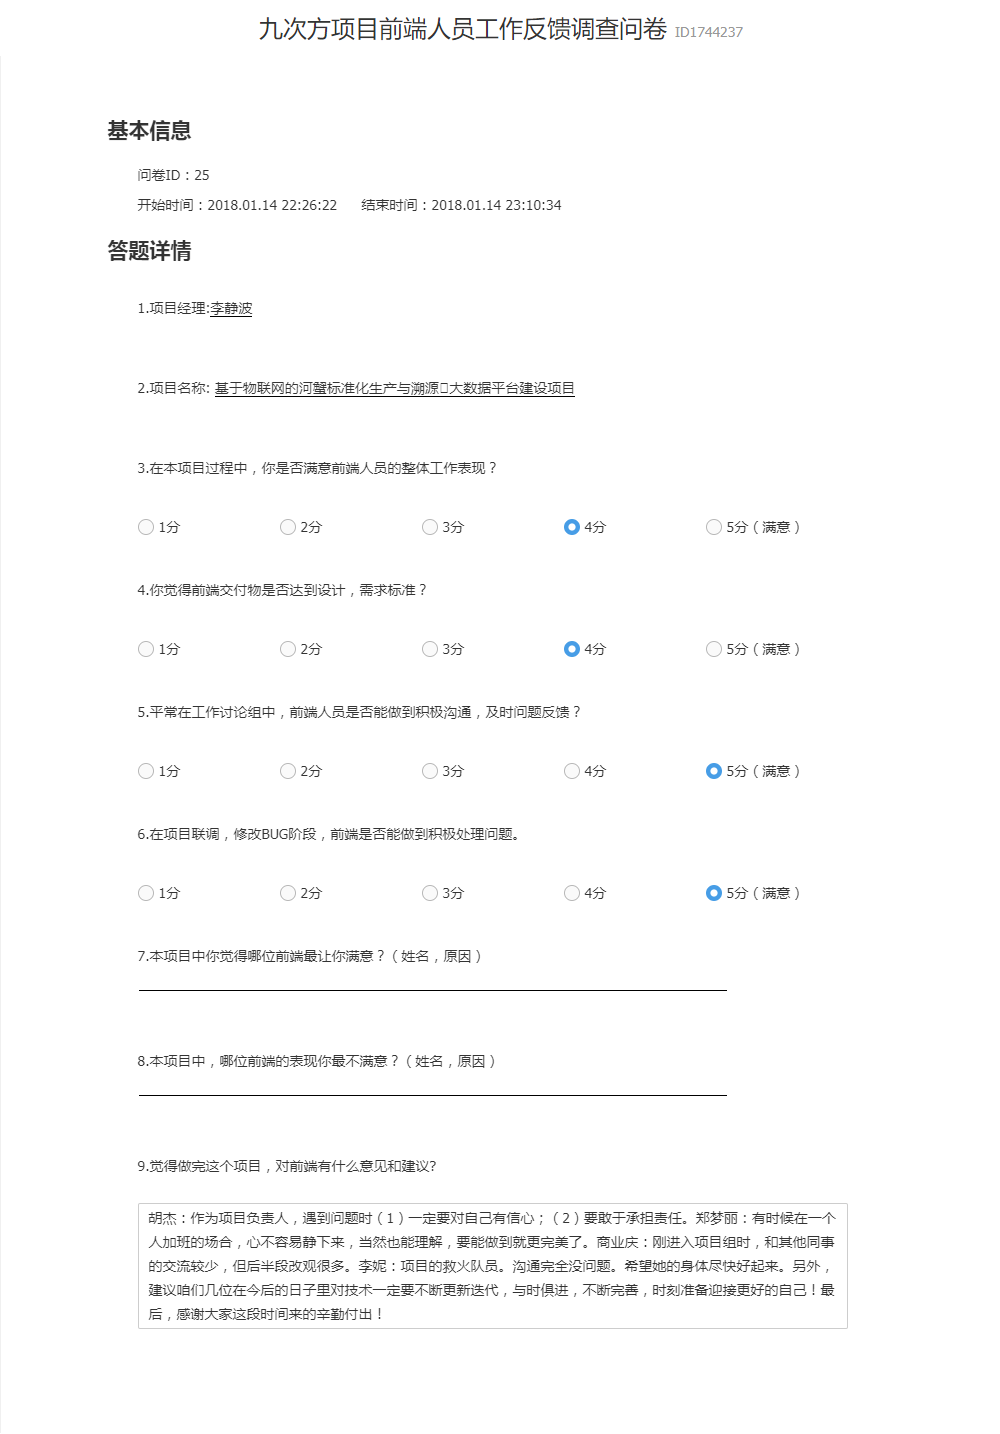 九次方项目前端人员工作反馈调查问卷 ID1744237
基本信息
问卷ID：25
开始时间：2018.01.14 22:26:22 结束时间：2018.01.14 23:10:34
答题详情
1.项目经理:李静波
2.项目名称: 基于物联网的河蟹标准化生产与溯源大数据平台建设项目
3.在本项目过程中，你是否满意前端人员的整体工作表现？
1分 2分 3分 4分 5分（满意）
4.你觉得前端交付物是否达到设计，需求标准？
1分 2分 3分 4分 5分（满意）
5.平常在工作讨论组中，前端人员是否能做到积极沟通，及时问题反馈？
1分 2分 3分 4分 5分（满意）
6.在项目联调，修改BUG阶段，前端是否能做到积极处理问题。
1分 2分 3分 4分 5分（满意）
7.本项目中你觉得哪位前端最让你满意？（姓名，原因）
8.本项目中，哪位前端的表现你最不满意？（姓名，原因）
9.觉得做完这个项目，对前端有什么意见和建议?
胡杰：作为项目负责人，遇到问题时（1）一定要对自己有信心；（2）要敢于承担责任。郑梦丽：有时候在一个
人加班的场合，心不容易静下来，当然也能理解，要能做到就更完美了。商业庆：刚进入项目组时，和其他同事
的交流较少，但后半段改观很多。李妮：项目的救火队员。沟通完全没问题。希望她的身体尽快好起来。另外，
建议咱们几位在今后的日子里对技术一定要不断更新迭代，与时俱进，不断完善，时刻准备迎接更好的自己！最
后，感谢大家这段时间来的辛勤付出！